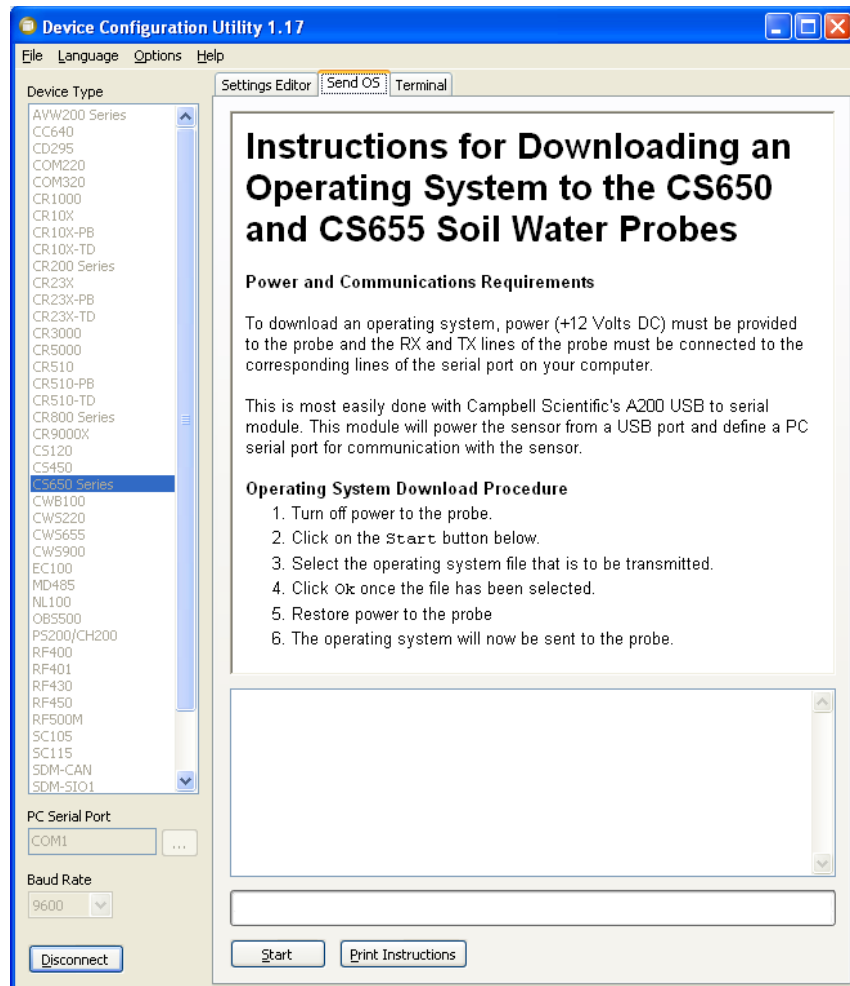 Device Configuration Utility 1.17
File Language Options Help
Device Type
AVW200 Series
CC640
CD295
COM220
COM320
CR1000
CR10X
CR10X-PB
CR10X-TD
CR200 Series
CR23X
CR23X-PB
CR23X-TD
CR3000
CR5000
CR510
CR510-PB
CR510-TD
CR800 Series
CR9000X
CS120
CS450
CS650 Series
CWB100
CWS220
CWS655
CWS900
EC100
MD485
NL100
OBS500
PS200/CH200
RF400
RF401
RF430
RF450
RF500M
SC105
SC115
SDM-CAN
SDM-SIO1
PC Serial Port
COM1
...
Baud Rate
9600
Disconnect
Settings Editor Send OS Terminal
Instructions for Downloading an
Operating System to the CS650
and CS655 Soil Water Probes
Power and Communications Requirements
To download an operating system, power (+12 Volts DC) must be provided
to the probe and the RX and TX lines of the probe must be connected to the
corresponding lines of the serial port on your computer.
This is most easily done with Campbell Scientific's A200 USB to serial
module. This module will power the sensor from a USB port and define a PC
serial port for communication with the sensor.
Operating System Download Procedure
1. Turn off power to the probe.
2. Click on the Start button below.
3. Select the operating system file that is to be transmitted.
4. Click Ok once the file has been selected.
5. Restore power to the probe
6. The operating system will now be sent to the probe.
Start Print Instructions